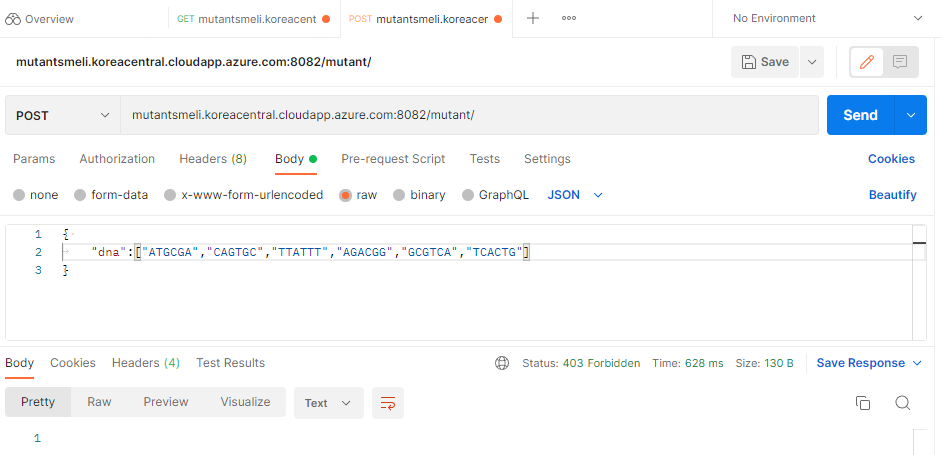 Overview GET mutantsmeli.koreacent POST mutantsmeli.koreacer No Environment
mutantsmeli.koreacentral.cloudapp.azure.com:8082/mutant/ Save
POST mutantsmeli.koreacentral.cloudapp.azure.com:8082/mutant/ Send
Params Authorization Headers (8) Body Pre-request Script Tests Settings Cookies
none form-data x-www-form-urlencoded raw binary GraphQL JSON Beautify
1 {
2 "dna":["ATGCGA","CAGTGC","TTATTT","AGACGG","GCGTCA","TCACTG"]
3 }
Body Cookies Headers (4) Test Results Status: 403 Forbidden Time: 628 ms Size: 130 B Save Response
Pretty Raw Preview Visualize Text
1